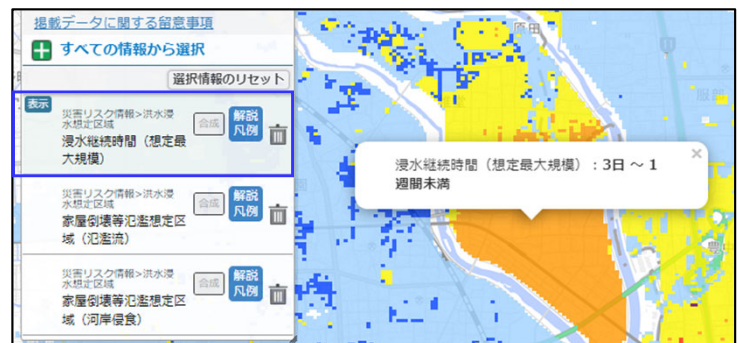 掲載データに関する留意事項
すべての情報から選択
選択情報のリセット
表示
災害リスク情報>洪水浸
水想定区域
浸水継続時間（想定最
大規模）
合成
解説
凡例
災害リスク情報>洪水浸
水想定区域
家屋倒壊等氾濫想定区
域（氾濫流）
合成
解説
凡例
災害リスク情報>洪水浸
水想定区域
家屋倒壊等氾濫想定区
域（河岸侵食）
合成
解説
凡例
原田
服部
浸水継続時間（想定最大規模）：3日 ～ 1
週間未満
×
豊中